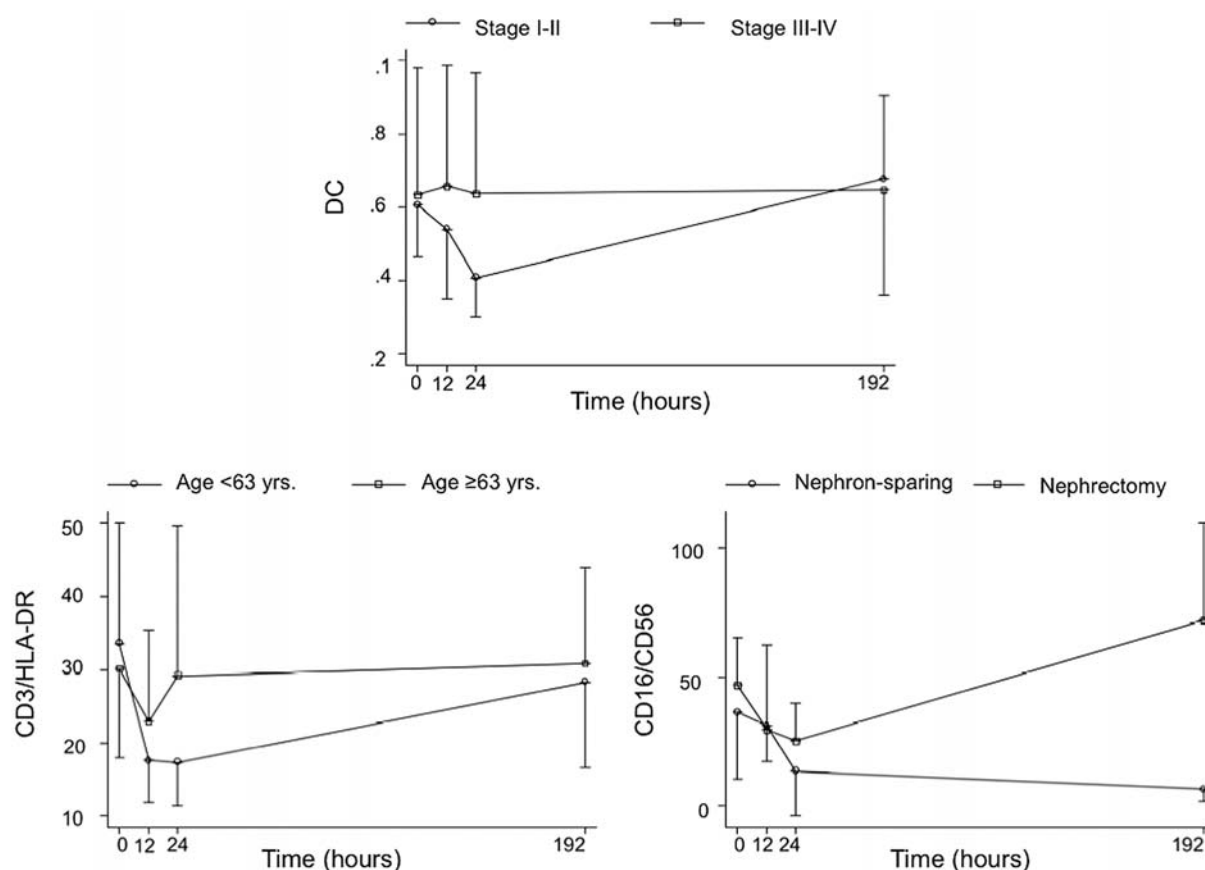 Stage I-II Stage III-IV
.1
.8
.6
.4
.2
DC
0 12 24 192
Time (hours)
Age <63 yrs. Age ≥63 yrs.
50
40
30
20
10
CD3/HLA-DR
0 12 24 192
Time (hours)
Nephron-sparing Nephrectomy
100
50
0
CD16/CD56
0 12 24 192
Time (hours)